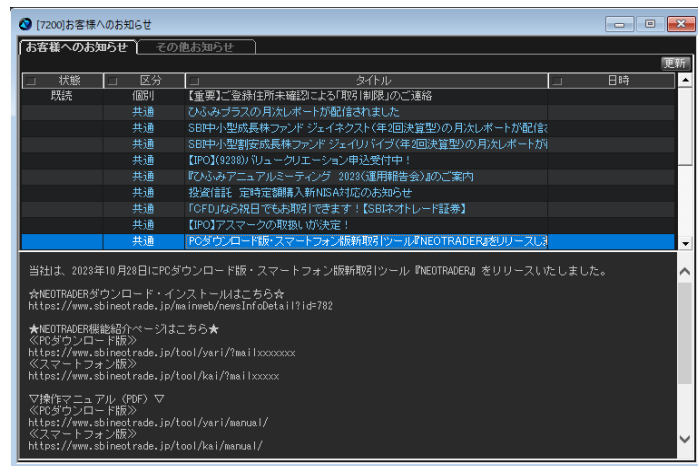 [7200]お客様へのお知らせ
お客様へのお知らせ その他お知らせ
更新
状態 区分 タイトル 日時
既読 個別 【重要】ご登録住所未確認による「取引制限」のご連絡
共通 ひふみプラスの月次レポートが配信されました
共通 SBI中小型成長株ファンド ジェイネクスト(年2回決算型)の月次レポートが配信さ
共通 SBI中小型割安成長株ファンド ジェイリバイブ(年2回決算型)の月次レポートが
共通 【IPO】(9238)バリュークリエーション申込受付中！
共通 『ひふみアニュアルミーティング 2023(運用報告会)』のご案内
共通 投資信託 定時定額購入新NISA対応のお知らせ
共通 「CFD」なら祝日でもお取引できます！【SBIネオトレード証券】
共通 【IPO】アスマークの取扱いが決定！
共通 PCダウンロード版・スマートフォン版新取引ツール『NEOTRADER』をリリースしま
当社は、2023年10月28日にPCダウンロード版・スマートフォン版新取引ツール『NEOTRADER』をリリースいたしました。
☆NEOTRADERダウンロード・インストールはこちら☆
https://www.sbineotrade.jp/mainweb/newsInfoDetail?id=782
★NEOTRADER機能紹介ページはこちら★
≪PCダウンロード版≫
https://www.sbineotrade.jp/tool/yari/?mailxxxxxxx
≪スマートフォン版≫
https://www.sbineotrade.jp/tool/kai/?mailxxxxx
▽操作マニュアル (PDF) ▽
≪PCダウンロード版≫
https://www.sbineotrade.jp/tool/yari/manual/
≪スマートフォン版≫
https://www.sbineotrade.jp/tool/kai/manual/